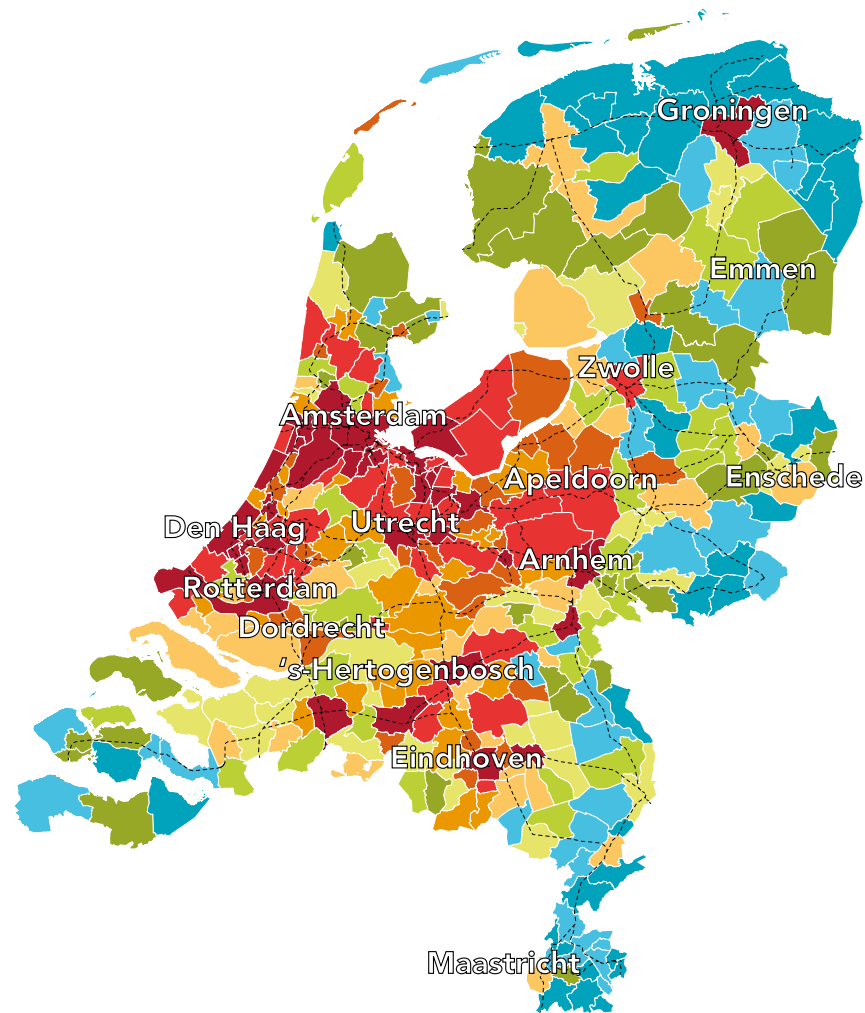 Groningen
Emmen
Zwolle
Amsterdam
Apeldoorn
Enschede
Den Haag
Utrecht
Arnhem
Rotterdam
Dordrecht
's-Hertogenbosch
Eindhoven
Maastricht